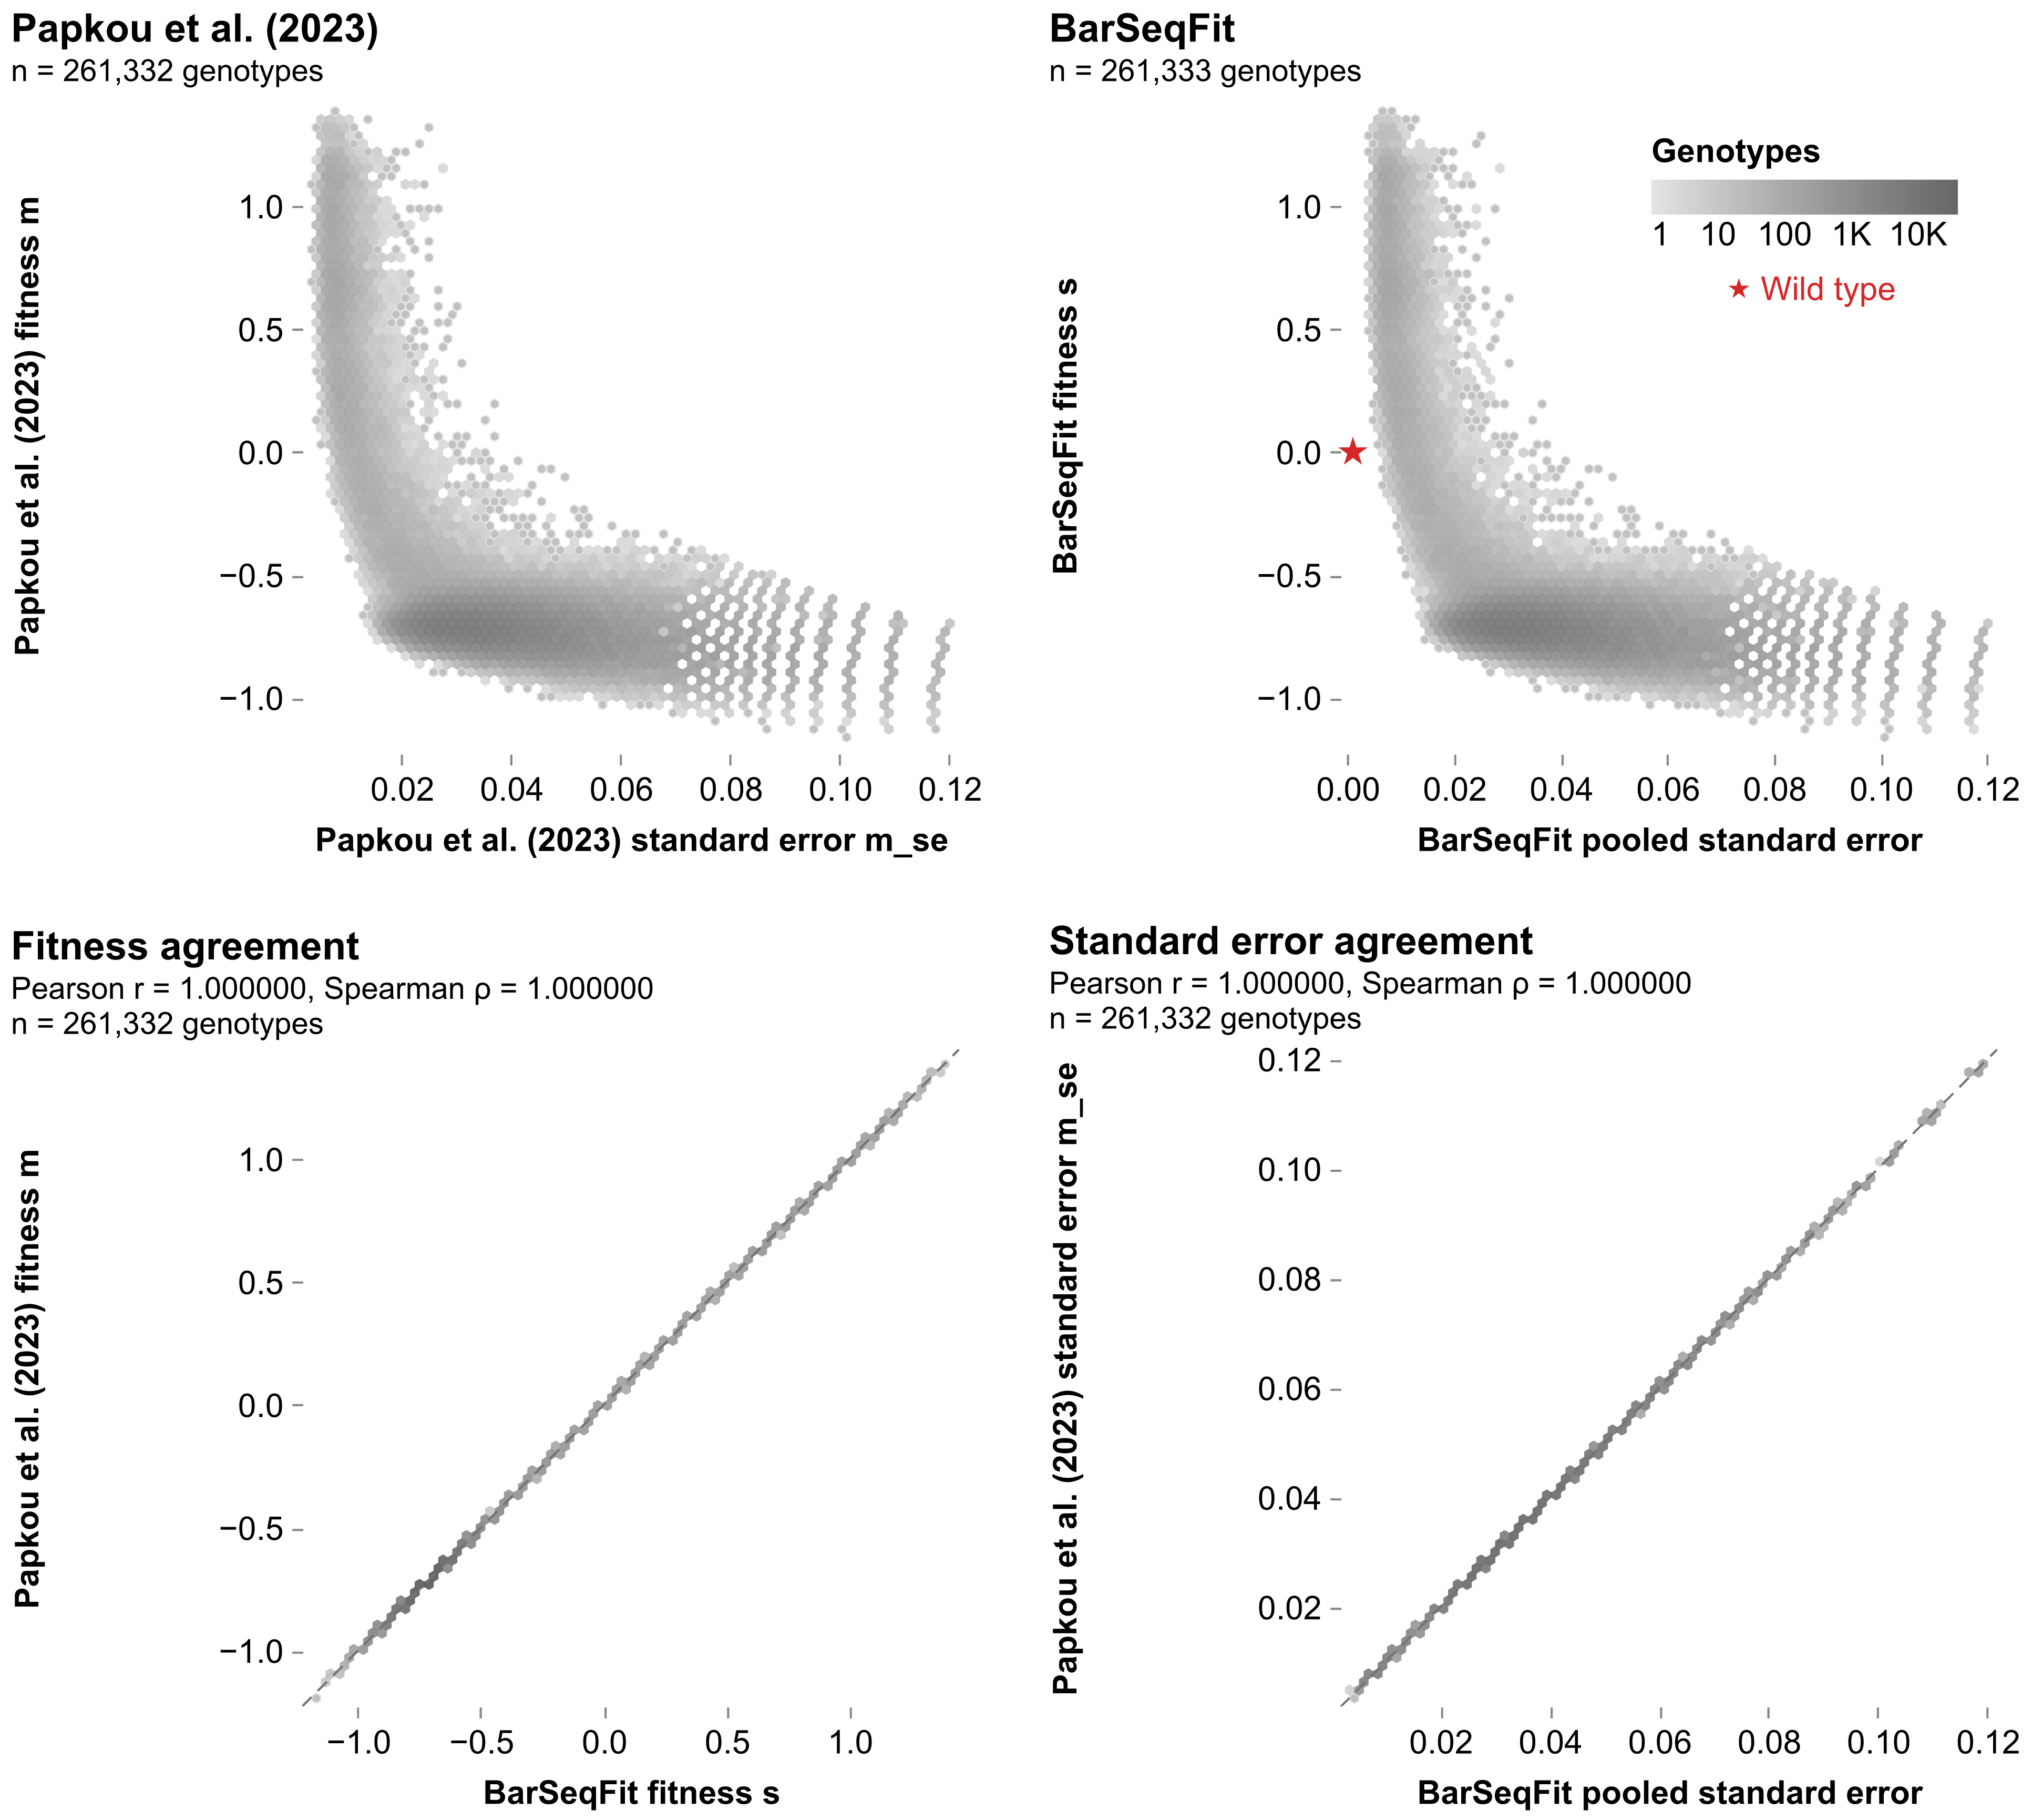 Papkou et al. (2023)
n = 261,332 genotypes
Papkou et al. (2023) fitness m
1.0
0.5
0.0
−0.5
−1.0
0.02 0.04 0.06 0.08 0.10 0.12
Papkou et al. (2023) standard error m_se
BarSeqFit
n = 261,333 genotypes
BarSeqFit fitness s
1.0
0.5
0.0
−0.5
−1.0
Genotypes
1 10 100 1K 10K
Wild type
0.00 0.02 0.04 0.06 0.08 0.10 0.12
BarSeqFit pooled standard error
Fitness agreement
Pearson r = 1.000000, Spearman ρ = 1.000000
n = 261,332 genotypes
Papkou et al. (2023) fitness m
1.0
0.5
0.0
−0.5
−1.0
−1.0 −0.5 0.0 0.5 1.0
BarSeqFit fitness s
Standard error agreement
Pearson r = 1.000000, Spearman ρ = 1.000000
n = 261,332 genotypes
Papkou et al. (2023) standard error m_se
0.12
0.10
0.08
0.06
0.04
0.02
0.02 0.04 0.06 0.08 0.10 0.12
BarSeqFit pooled standard error